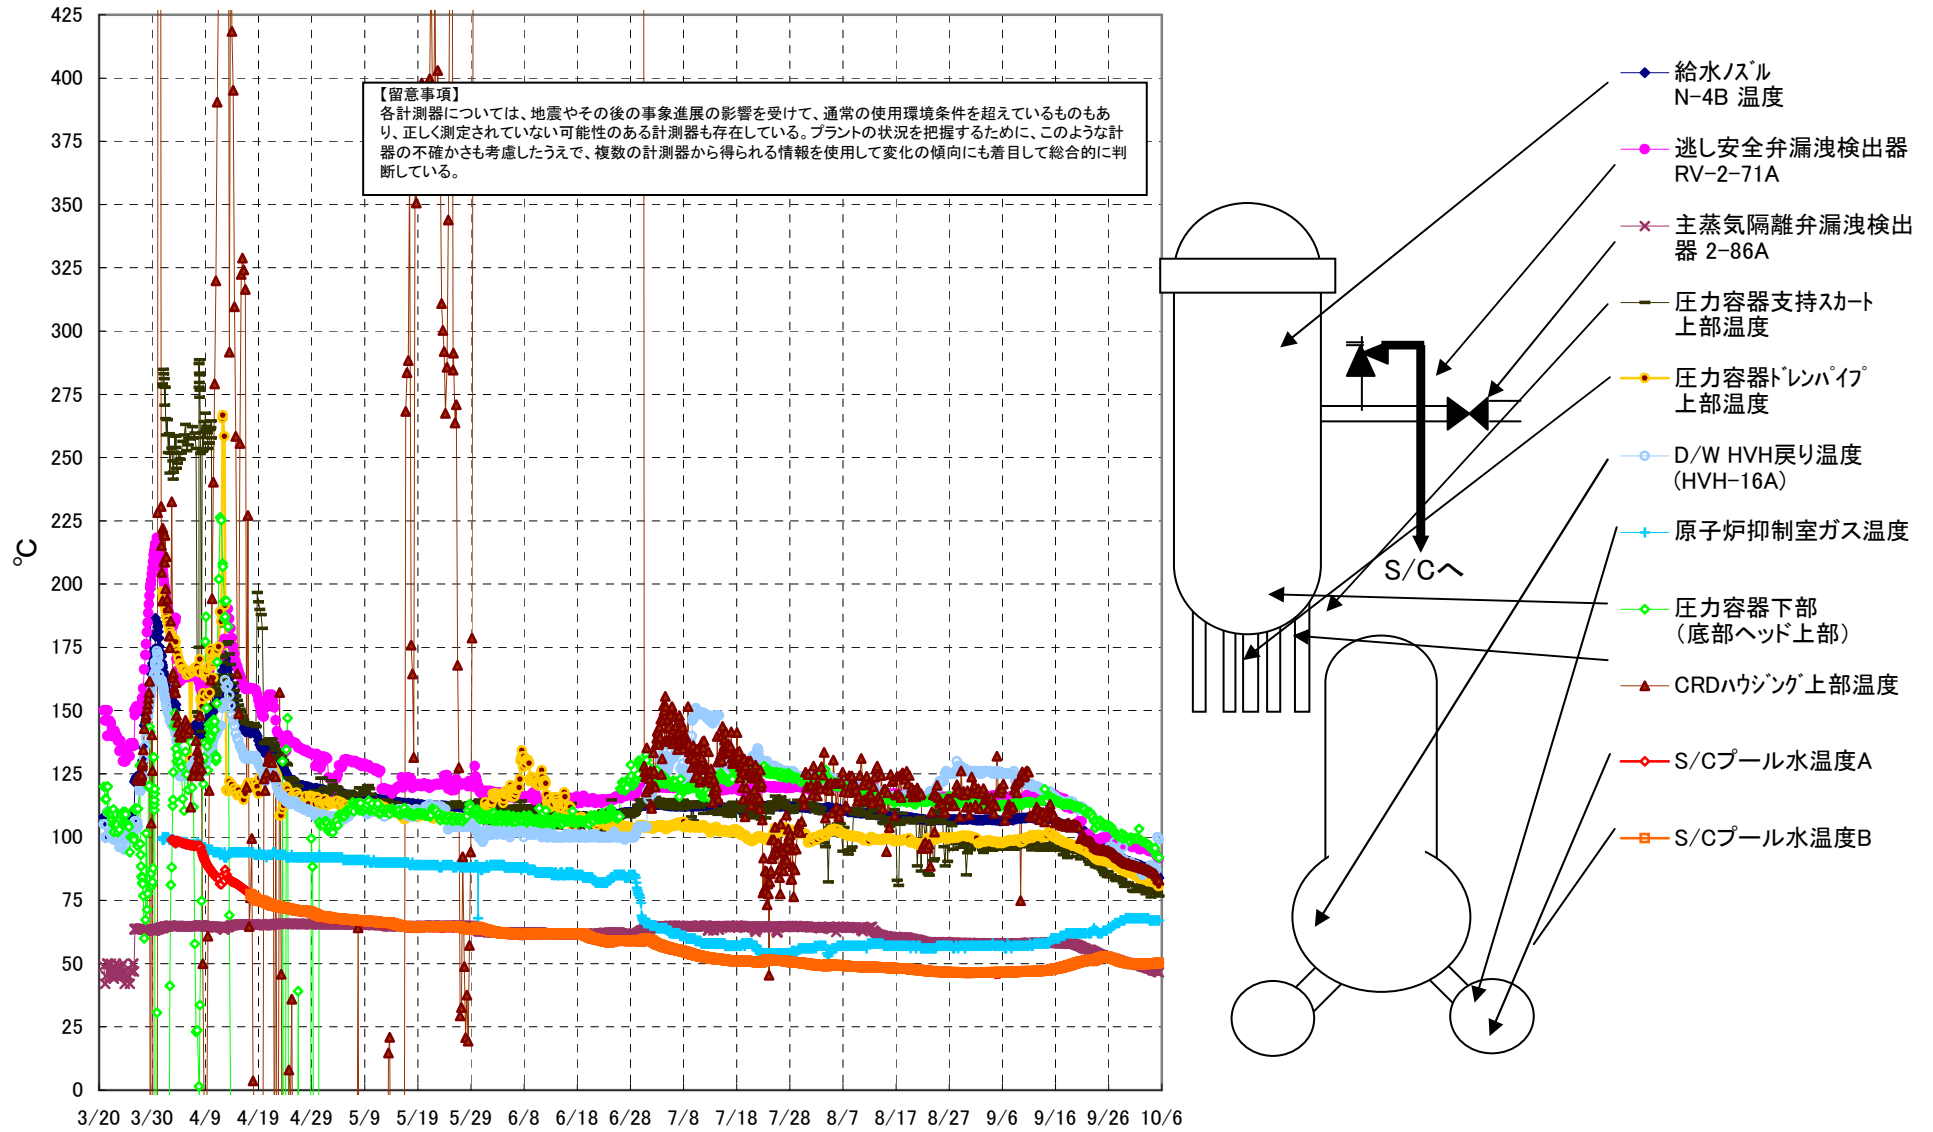 425
400
375
350
325
300
275
250
225
200
175
150
125
100
75
50
25
0
℃
【留意事項】
各計測器については、地震やその後の事象進展の影響を受けて、通常の使用環境条件を超えているものもあ
り、正しく測定されていない可能性のある計測器も存在している。プラントの状況を把握するために、このような計
器の不確かさも考慮したうえで、複数の計測器から得られる情報を使用して変化の傾向にも着目して総合的に判
断している。
3/20 3/30 4/9 4/19 4/29 5/9 5/19 5/29 6/8 6/18 6/28 7/8 7/18 7/28 8/7 8/17 8/27 9/6 9/16 9/26 10/6
S/Cへ
給水ﾉｽﾞﾙ
N-4B 温度
逃し安全弁漏洩検出器
RV-2-71A
主蒸気隔離弁漏洩検出
器 2-86A
圧力容器支持ｽｶｰﾄ
上部温度
圧力容器ﾄﾞﾚﾝﾊﾟｲﾌﾟ
上部温度
D/W HVH戻り温度
(HVH-16A)
原子炉抑制室ガス温度
圧力容器下部
（底部ヘッド上部）
CRDﾊｳｼﾞﾝｸﾞ上部温度
S/Cプール水温度A
S/Cプール水温度B